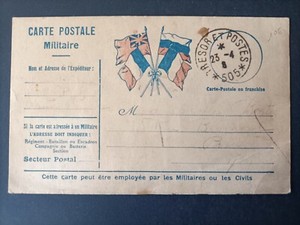 CARTE POSTALE
Militaire
Nom et Adresse de l'Expéditeur :
TRESOR ET POSTES
23 -4
* 505 *
Carte-Postale en franchise
M
Si la carte est adressée à un Militaire
L'ADRESSE DOIT INDIQUER :
Régiment - Bataillon ou Escadron
Compagnie ou Batterie
Section
Secteur Postal
Cette carte peut être employée par les Militaires ou les Civils